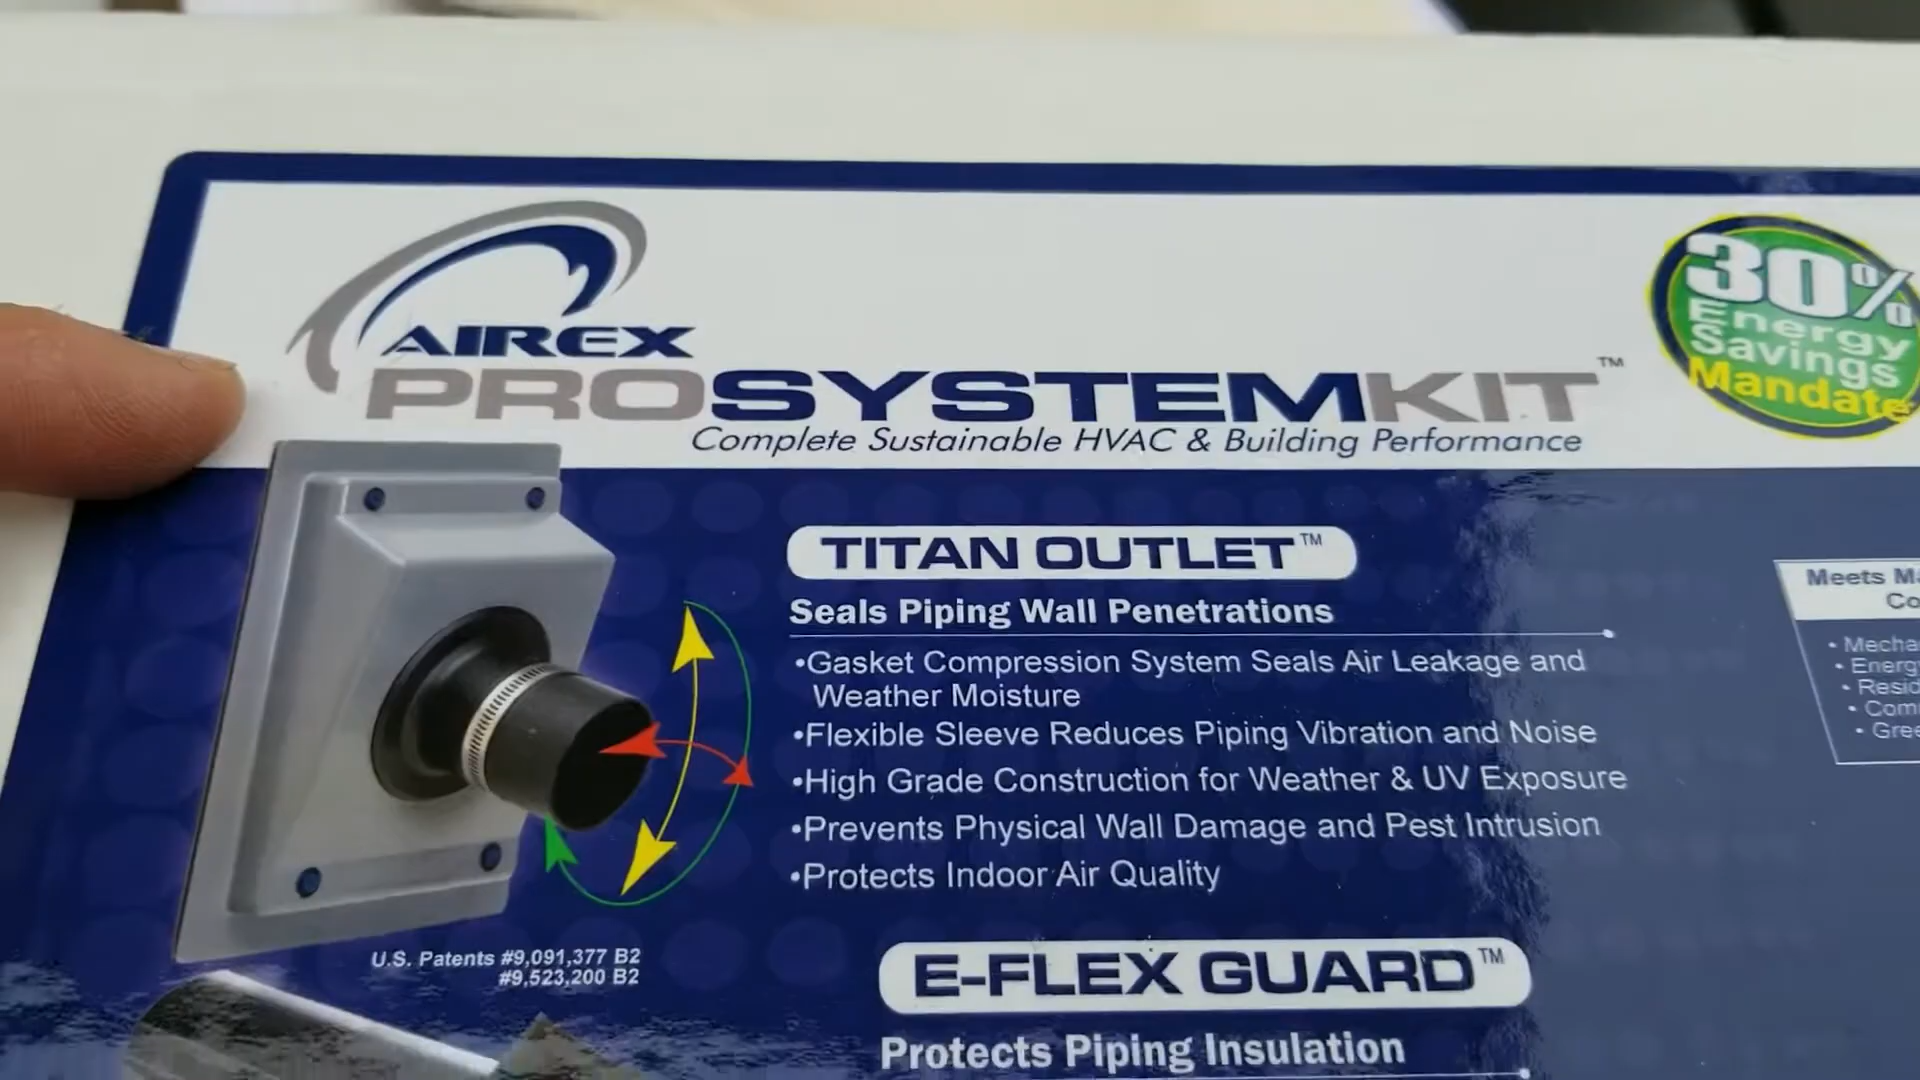 AIREX
PROSYSTEMKIT™
Complete Sustainable HVAC & Building Performance
30%
Energy
Savings
Mandate
TITAN OUTLET™
Seals Piping Wall Penetrations
•Gasket Compression System Seals Air Leakage and
Weather Moisture
•Flexible Sleeve Reduces Piping Vibration and Noise
•High Grade Construction for Weather & UV Exposure
•Prevents Physical Wall Damage and Pest Intrusion
•Protects Indoor Air Quality
U.S. Patents #9,091,377 B2
#9,523,200 B2
E-FLEX GUARD™
Protects Piping Insulation
Meets
• Energy